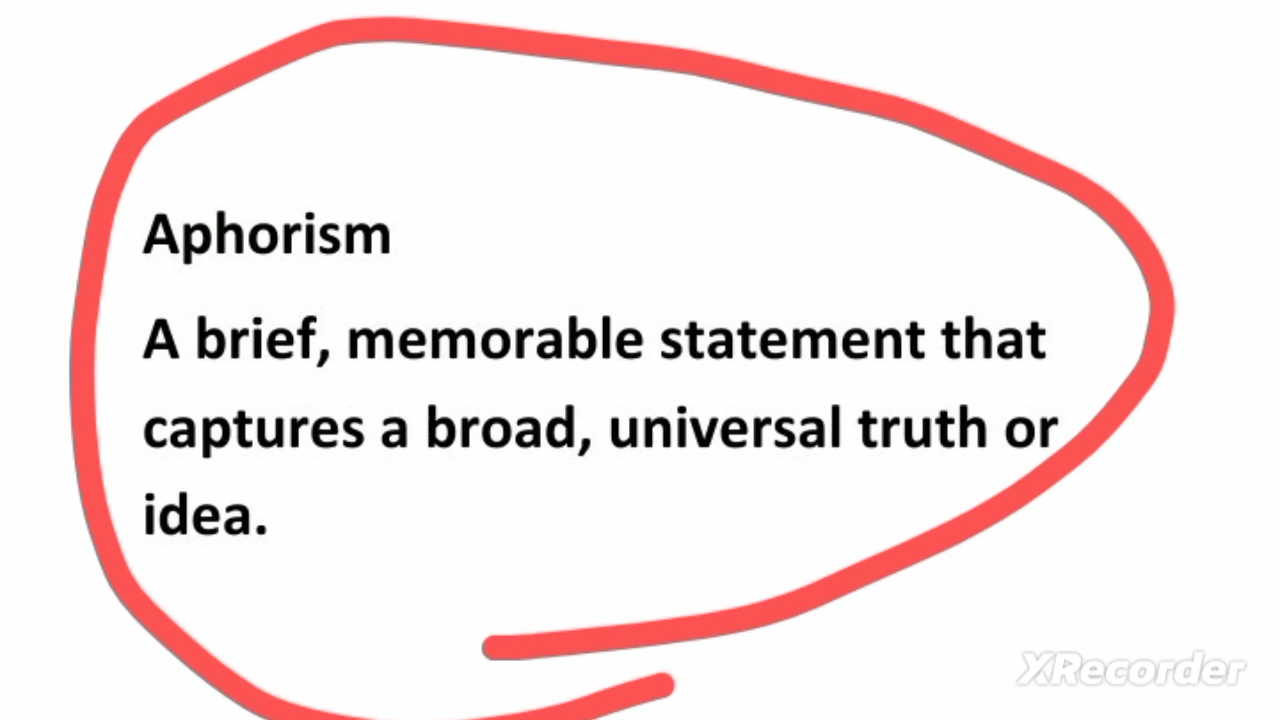 Aphorism
A brief, memorable statement that
captures a broad, universal truth or
idea.
XRecorder